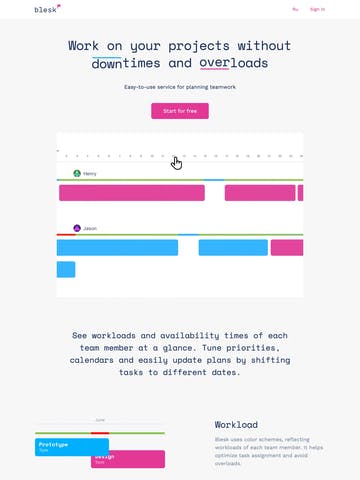 blesk
Ru
Sign in
Work on your projects without
downtimes and overloads
Easy-to-use service for planning teamwork
Start for free
Henry
Jason
See workloads and availability times of each
team member at a glance. Tune priorities,
calendars and easily update plans by shifting
tasks to different dates.
June
Workload
Prototype
Design
Blesk uses color schemes, reflecting
workloads of each team member. It helps
optimize task assignment and avoid
overloads.